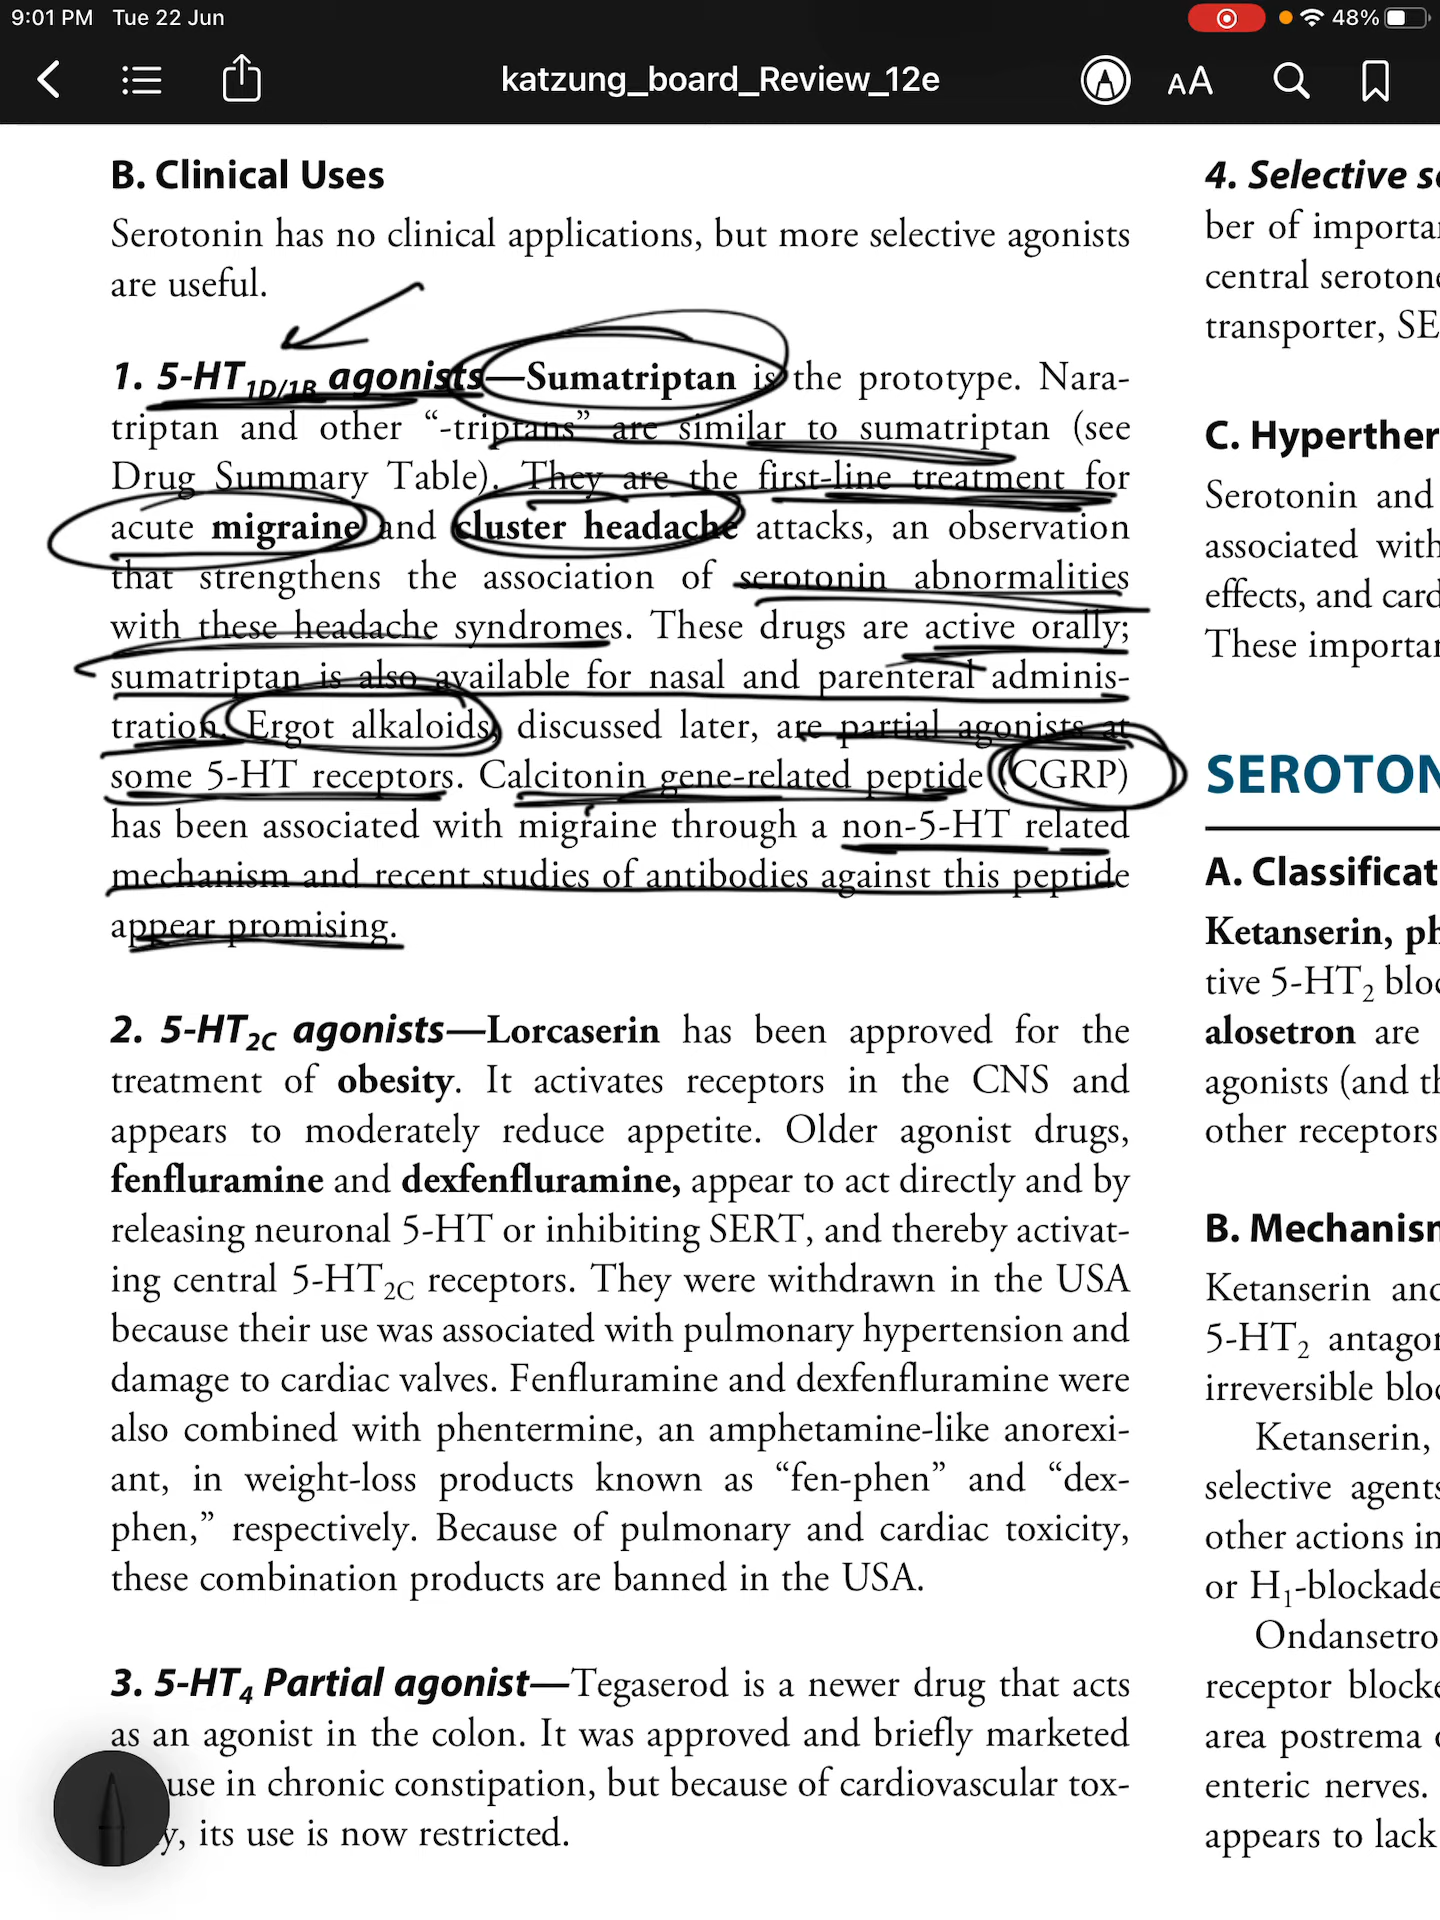 9:01 PM Tue 22 Jun
48%
katzung_board_Review_12e
AA
B. Clinical Uses
Serotonin has no clinical applications, but more selective agonists
are useful.
1. 5-HT1D/1B agonists—Sumatriptan is the prototype. Nara-
triptan and other “-triptans” are similar to sumatriptan (see
Drug Summary Table). They are the first-line treatment for
acute migraine and cluster headache attacks, an observation
that strengthens the association of serotonin abnormalities
with these headache syndromes. These drugs are active orally;
sumatriptan is also available for nasal and parenteral adminis-
tration. Ergot alkaloids, discussed later, are partial agonists at
some 5-HT receptors. Calcitonin gene-related peptide (CGRP)
has been associated with migraine through a non-5-HT related
mechanism and recent studies of antibodies against this peptide
appear promising.
2. 5-HT2C agonists—Lorcaserin has been approved for the
treatment of obesity. It activates receptors in the CNS and
appears to moderately reduce appetite. Older agonist drugs,
fenfluramine and dexfenfluramine, appear to act directly and by
releasing neuronal 5-HT or inhibiting SERT, and thereby activat-
ing central 5-HT2C receptors. They were withdrawn in the USA
because their use was associated with pulmonary hypertension and
damage to cardiac valves. Fenfluramine and dexfenfluramine were
also combined with phentermine, an amphetamine-like anorexi-
ant, in weight-loss products known as “fen-phen” and “dex-
phen,” respectively. Because of pulmonary and cardiac toxicity,
these combination products are banned in the USA.
3. 5-HT4 Partial agonist—Tegaserod is a newer drug that acts
as an agonist in the colon. It was approved and briefly marketed
use in chronic constipation, but because of cardiovascular tox-
y, its use is now restricted.
4. Selective se
ber of importa
central serotone
transporter, SE
C. Hyperther
Serotonin and
associated with
effects, and card
These importan
SEROTON
A. Classificat
Ketanserin, ph
tive 5-HT2 bloc
alosetron are
agonists (and th
other receptors
B. Mechanism
Ketanserin and
5-HT2 antagon
irreversible bloc
Ketanserin,
selective agents
other actions in
or H1-blockade
Ondansetro
receptor blocke
area postrema o
enteric nerves.
appears to lack